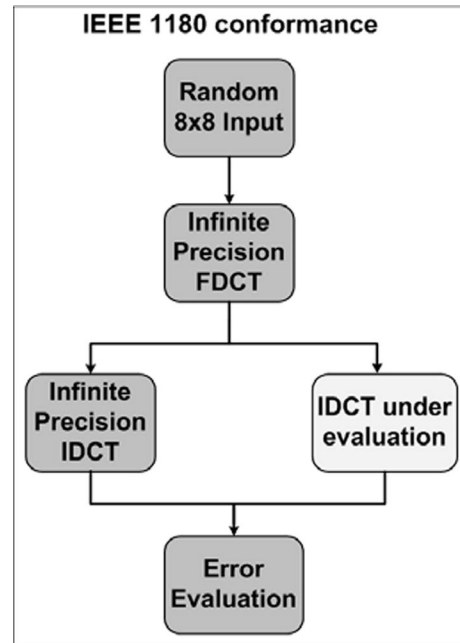 IEEE 1180 conformance
Random
8x8 Input
Infinite
Precision
FDCT
Infinite
Precision
IDCT
IDCT under
evaluation
Error
Evaluation